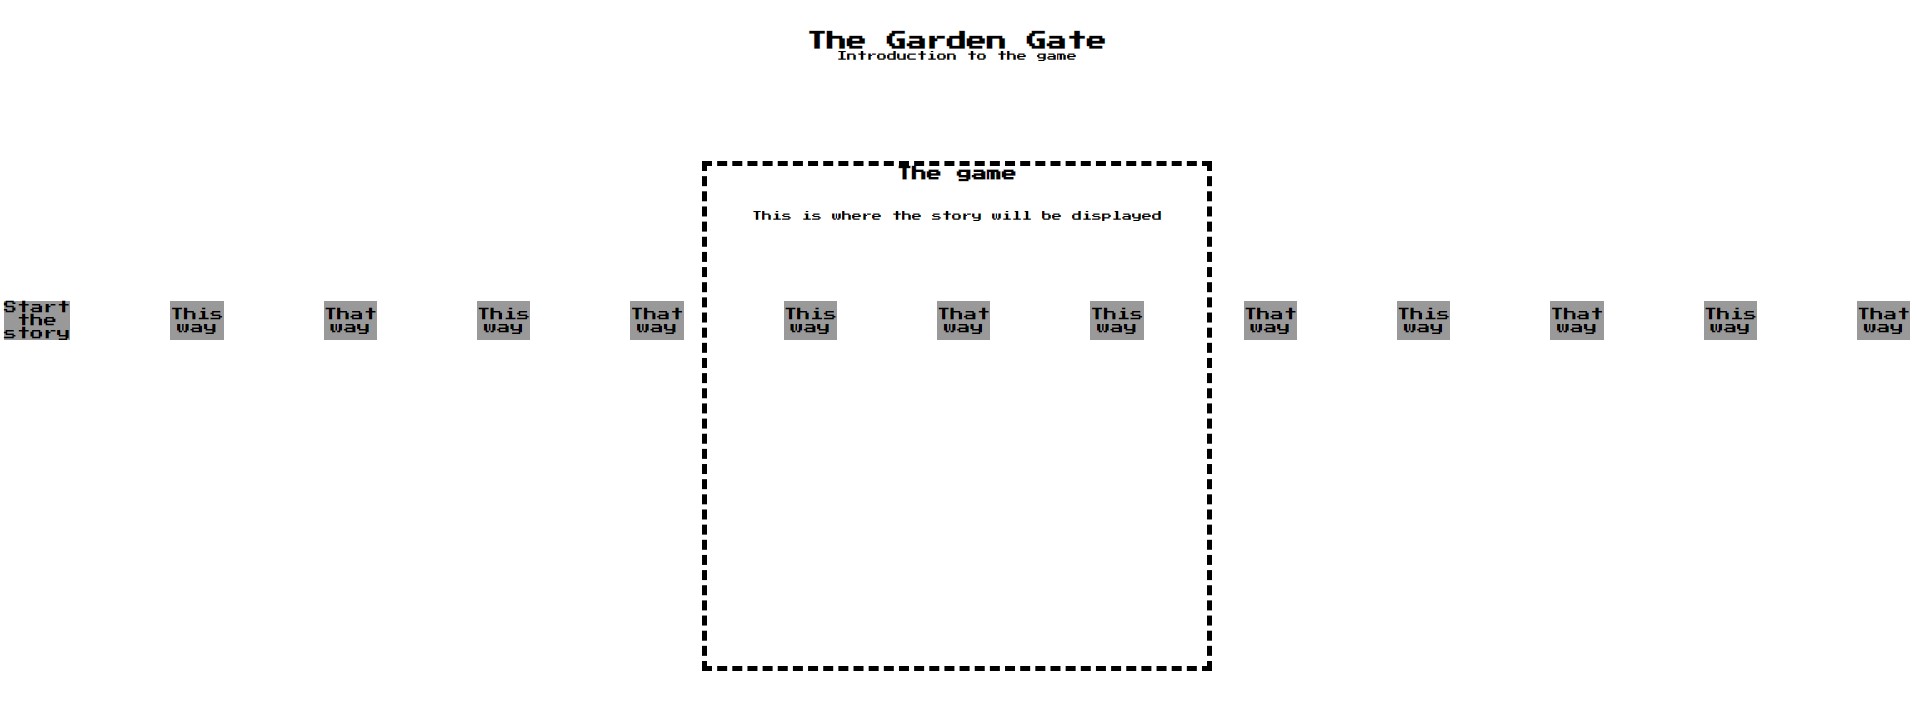 The Garden Gate
Introduction to the game
The game
This is where the story will be displayed
Start
the
story
This
way
That
way
This
way
That
way
This
way
That
way
This
way
That
way
This
way
That
way
This
way
That
way